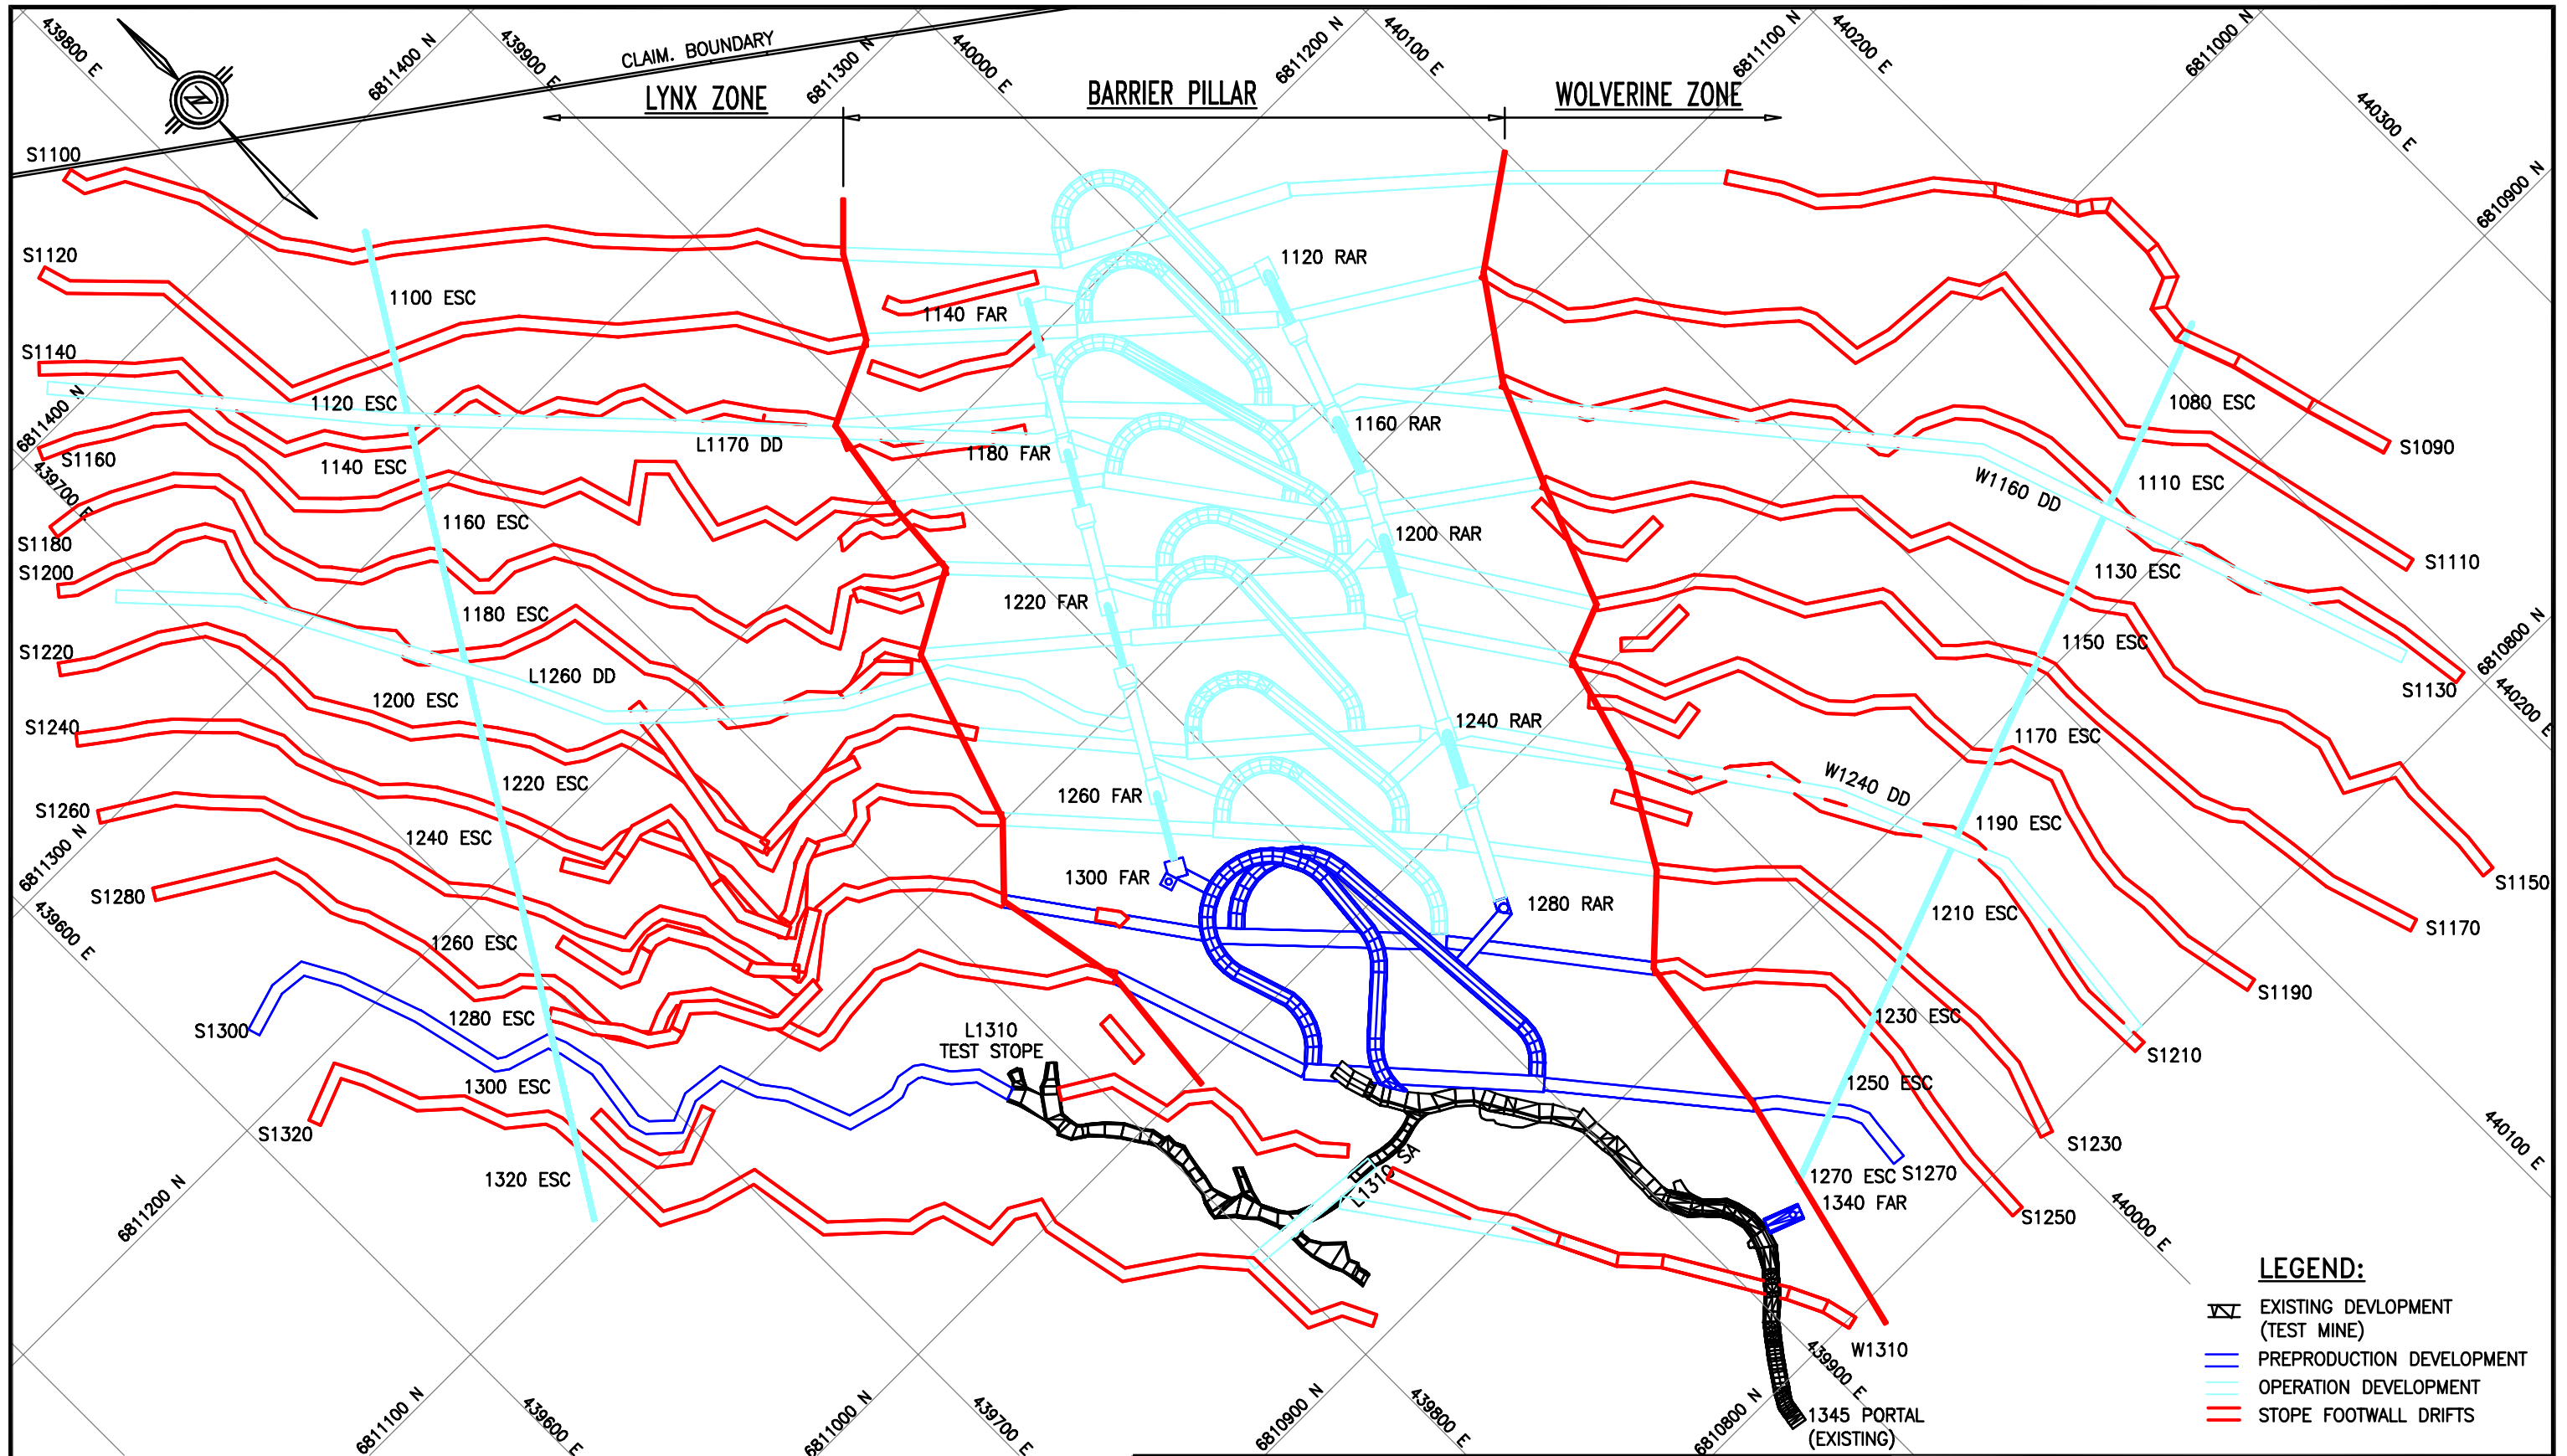 439800 E
6811400 N
439900 E
CLAIM. BOUNDARY
6811300 N
440000 E
6811200 N
440100 E
6811100 N
440200 E
6811000 N
440300 E
6810900 N
LYNX ZONE
BARRIER PILLAR
WOLVERINE ZONE
S1100
S1120
1100 ESC
1120 RAR
1140 FAR
S1140
1120 ESC
1080 ESC
6811400 N
S1160
1140 ESC
L1170 DD
1180 FAR
1160 RAR
S1090
439700 E
1160 ESC
W1160 DD
1110 ESC
S1180
1200 RAR
S1110
S1200
1130 ESC
1180 ESC
1220 FAR
1150 ESC
6810800 N
S1220
L1260 DD
S1130
440200 E
1200 ESC
S1240
1240 RAR
1170 ESC
1220 ESC
1260 FAR
W1240 DD
S1260
6811300 N
1240 ESC
1190 ESC
S1280
1300 FAR
1280 RAR
S1150
439600 E
1210 ESC
S1170
1260 ESC
S1190
S1300
1280 ESC
L1310
TEST STOPE
1230 ESC
S1210
1300 ESC
1250 ESC
S1320
S1230
440100 E
1320 ESC
L1310 SA
1270 ESC
S1270
1340 FAR
6811200 N
S1250
440000 E
W1310
439900 E
LEGEND:
EXISTING DEVLOPMENT
(TEST MINE)
PREPRODUCTION DEVELOPMENT
OPERATION DEVELOPMENT
STOPE FOOTWALL DRIFTS
6811100 N
439600 E
6811000 N
439700 E
6810900 N
439800 E
6810800 N
1345 PORTAL
(EXISTING)